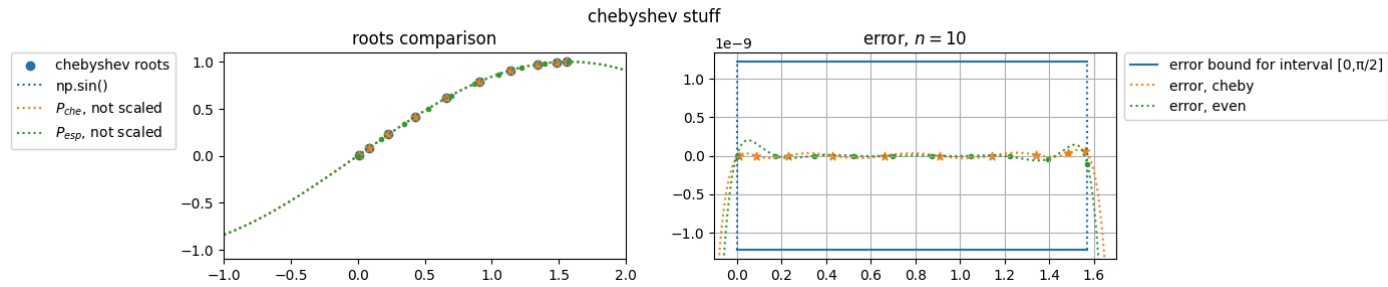 chebyshev stuff
roots comparison
chebyshev roots
np.sin()
P_che, not scaled
P_esp, not scaled
1.0
0.5
0.0
−0.5
−1.0
−1.0 −0.5 0.0 0.5 1.0 1.5 2.0
error, n = 10
1e−9
1.0
0.5
0.0
−0.5
−1.0
0.0 0.2 0.4 0.6 0.8 1.0 1.2 1.4 1.6
error bound for interval [0,π/2]
error, cheby
error, even